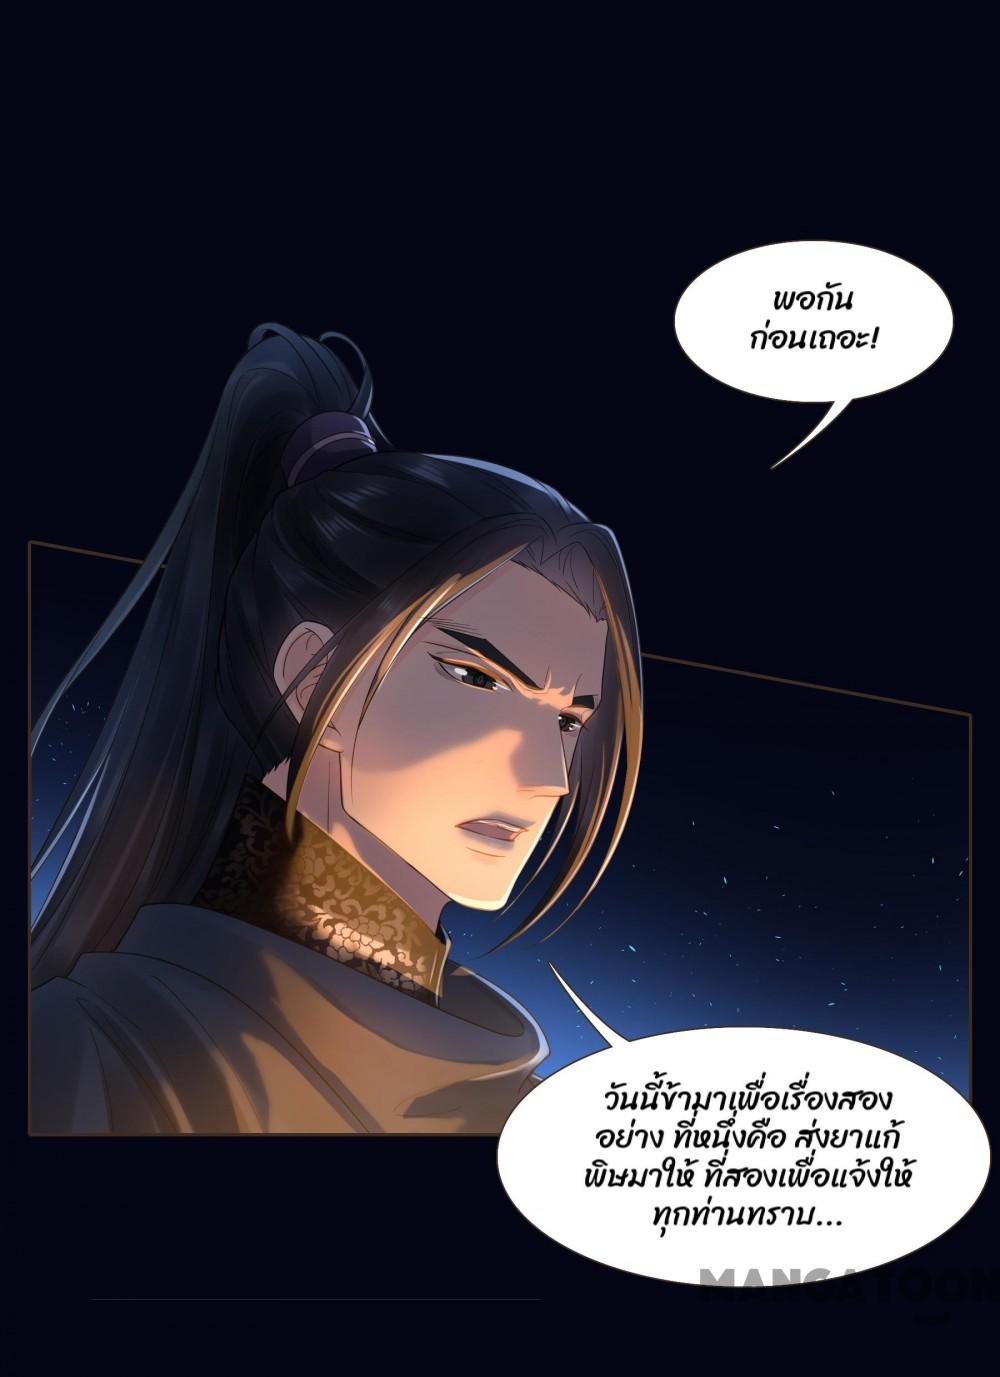 พอกัน
ก่อนเถอะ!
วันนี้ข้ามาเพื่อเรื่องสอง
อย่าง ที่หนึ่งคือ ส่งยาแก้
พิษมาให้ ที่สองเพื่อแจ้งให้
ทุกท่านทราบ...
MANGATOON